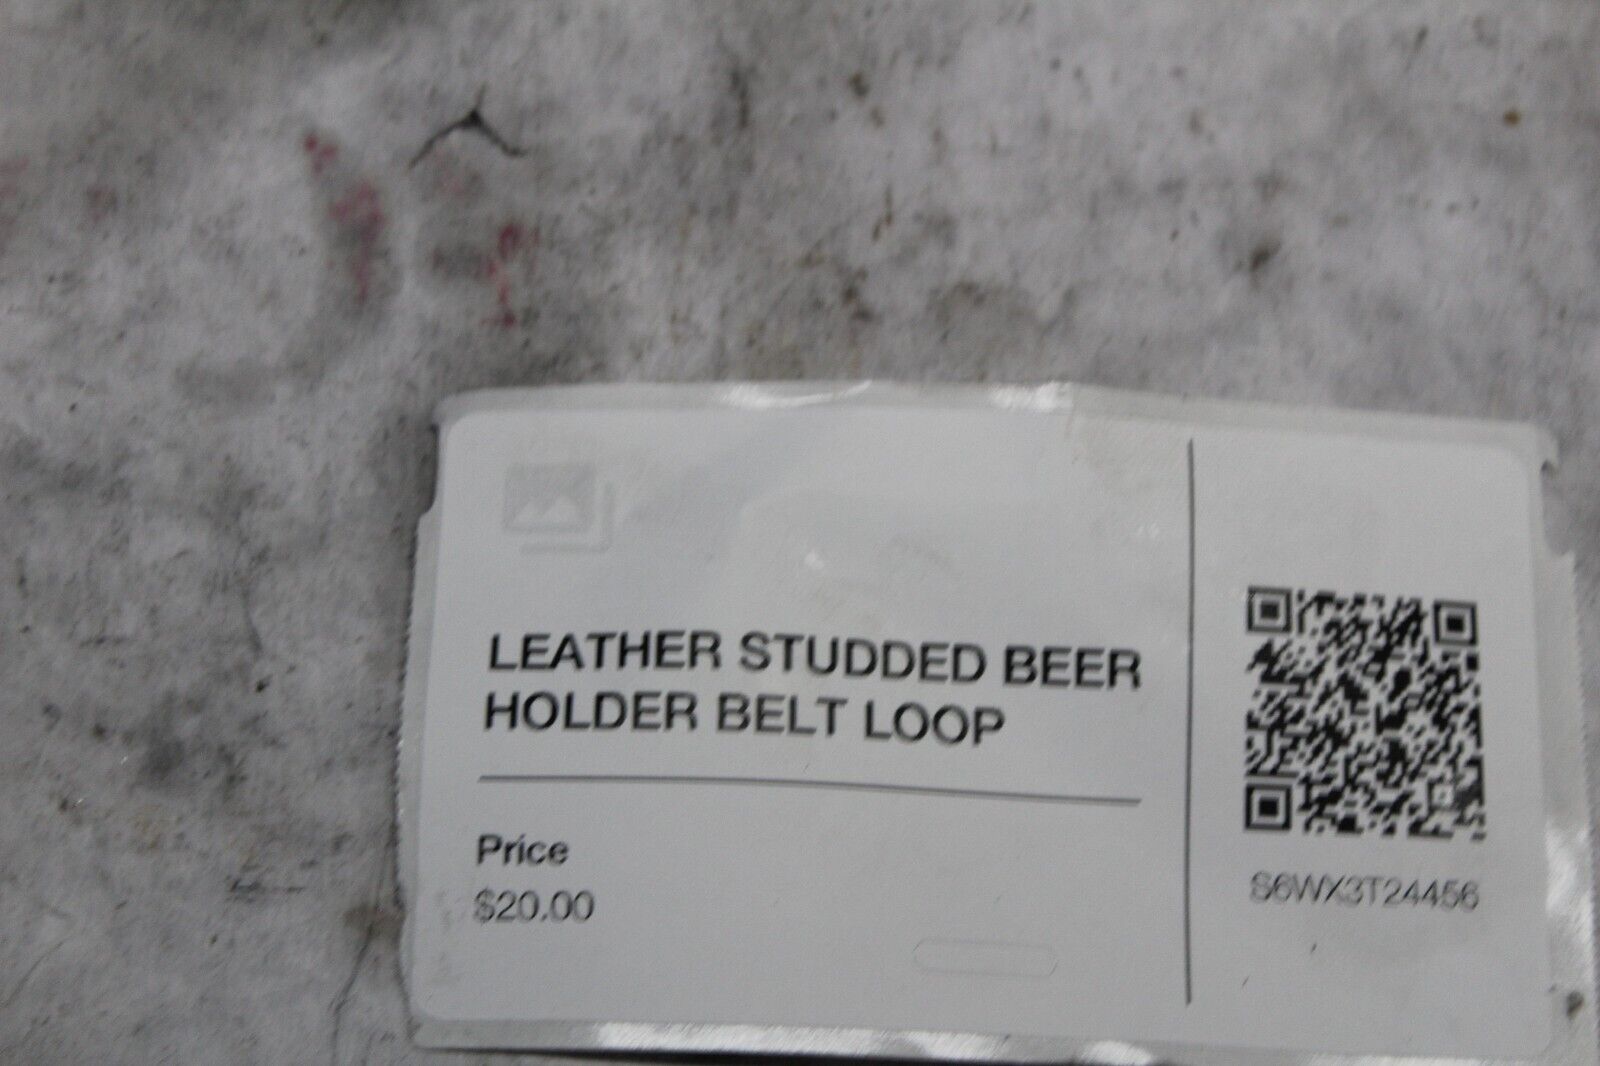 LEATHER STUDDED BEER
HOLDER BELT LOOP
Price
$20.00
S6WX3T24456